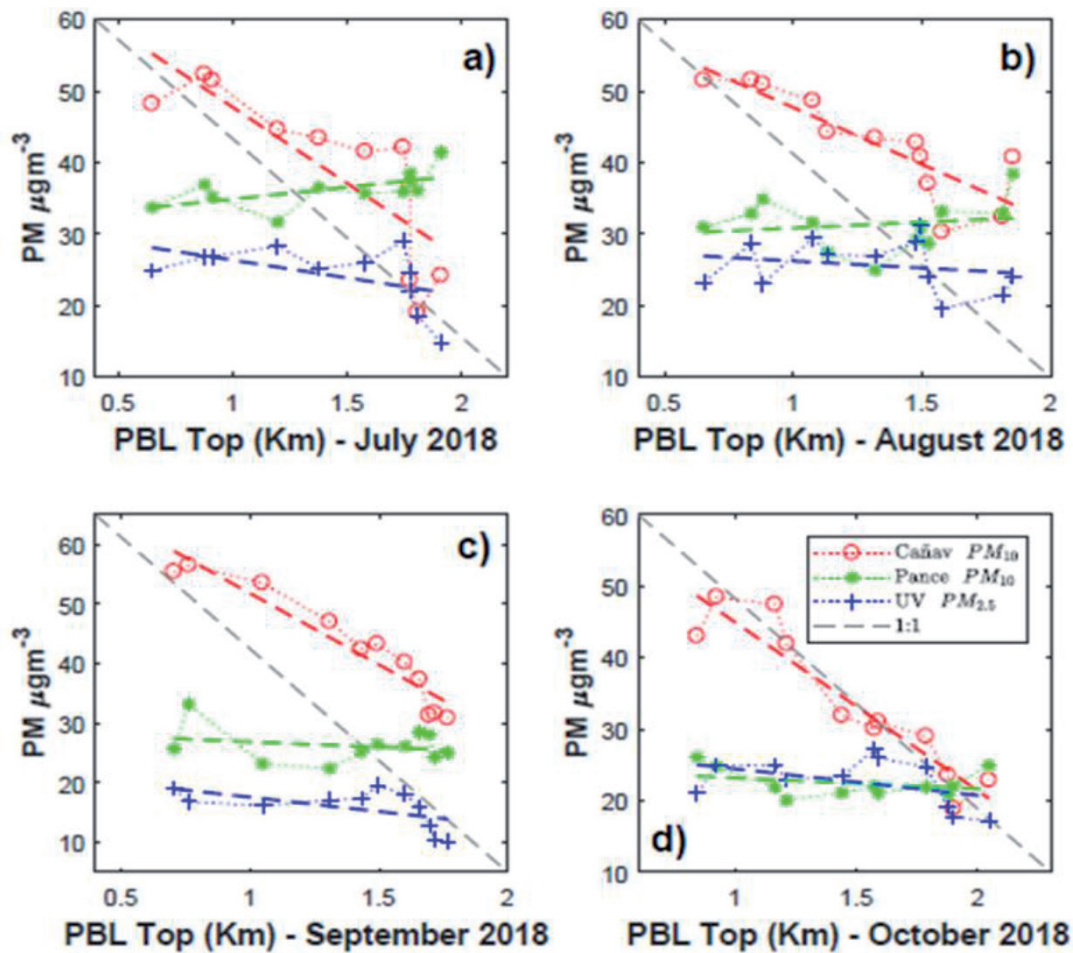 60
50
40
30
20
10
PM µgm⁻³
a)
0.5 1 1.5 2
PBL Top (Km) - July 2018
60
50
40
30
20
10
PM µgm⁻³
b)
0.5 1 1.5 2
PBL Top (Km) - August 2018
60
50
40
30
20
10
PM µgm⁻³
c)
0.5 1 1.5 2
PBL Top (Km) - September 2018
60
50
40
30
20
10
PM µgm⁻³
Cañav PM₁₀
Pance PM₁₀
UV PM₂.₅
1:1
d)
1 1.5 2
PBL Top (Km) - October 2018